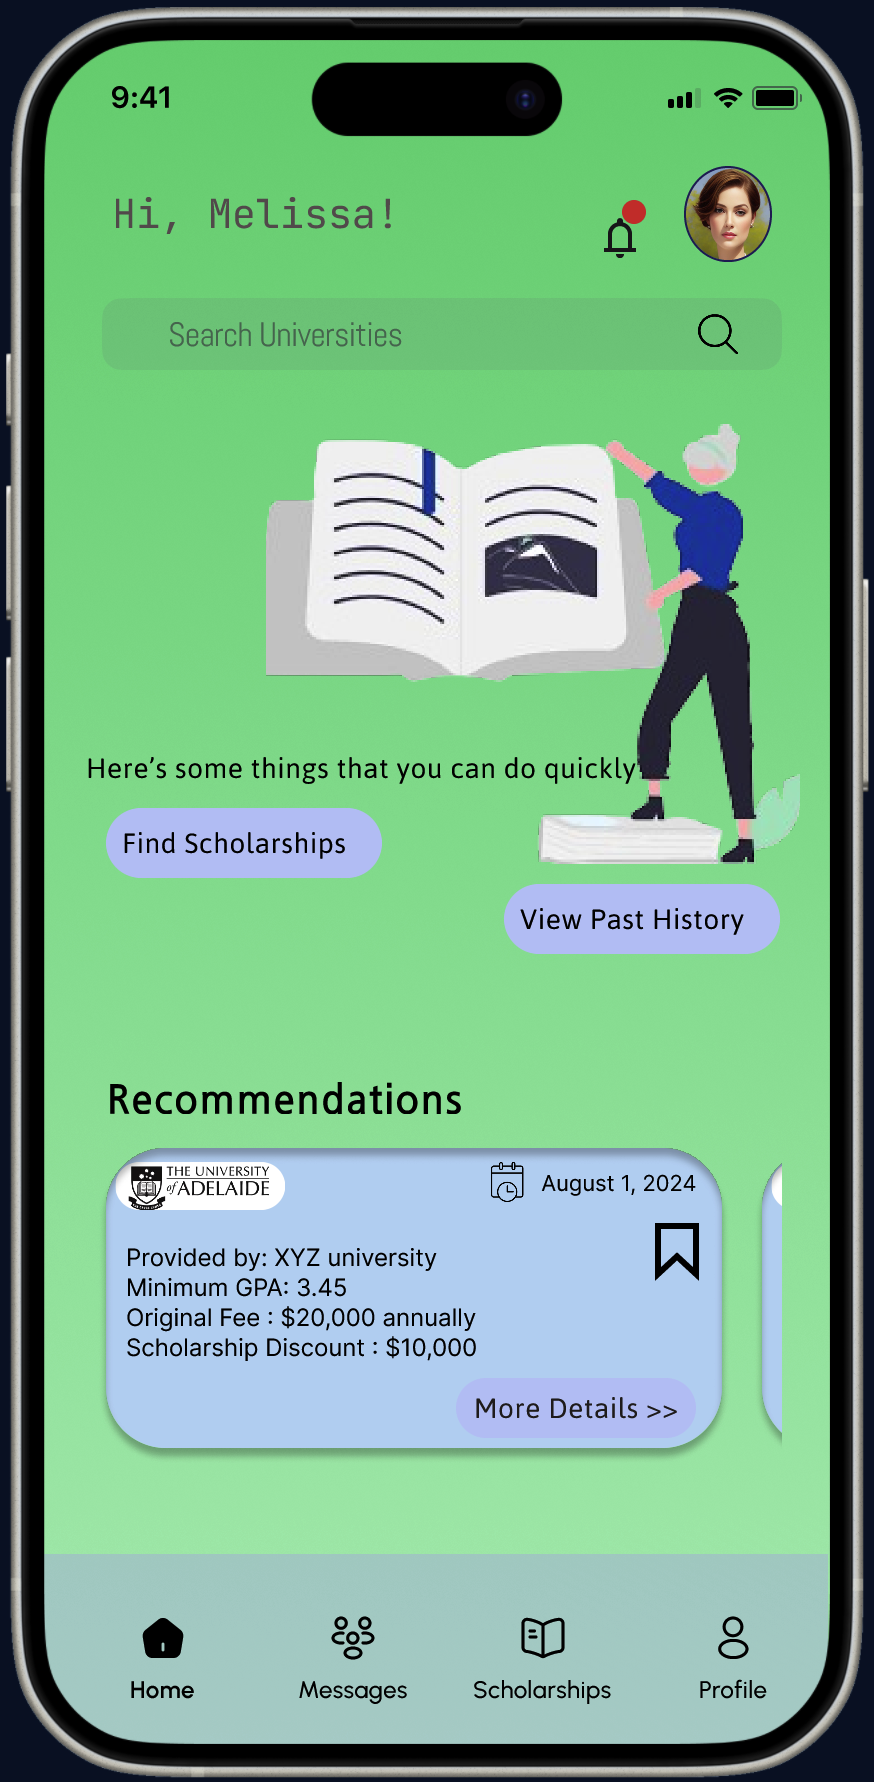 9:41
Hi, Melissa!
Search Universities
Here’s some things that you can do quickly
Find Scholarships
View Past History
Recommendations
THE UNIVERSITY
of ADELAIDE
August 1, 2024
Provided by: XYZ university
Minimum GPA: 3.45
Original Fee : $20,000 annually
Scholarship Discount : $10,000
More Details >>
Home
Messages
Scholarships
Profile